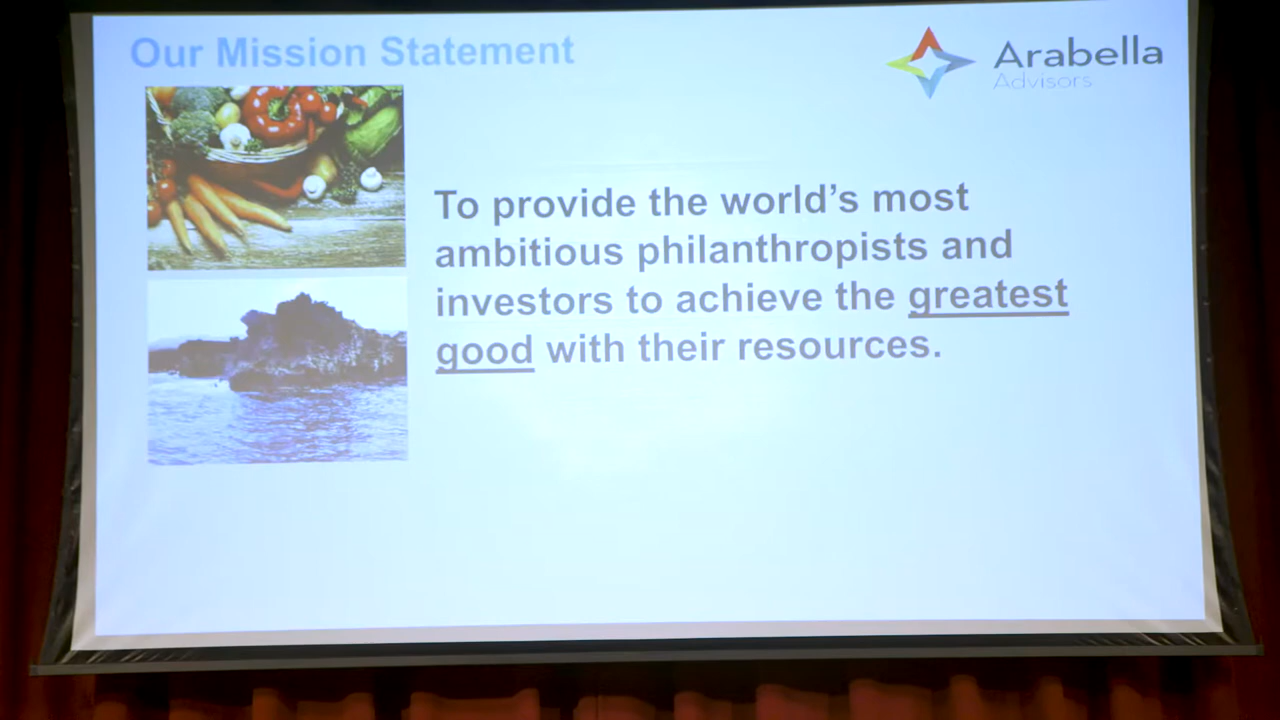 Our Mission Statement
Arabella
Advisors
To provide the world's most
ambitious philanthropists and
investors to achieve the greatest
good with their resources.